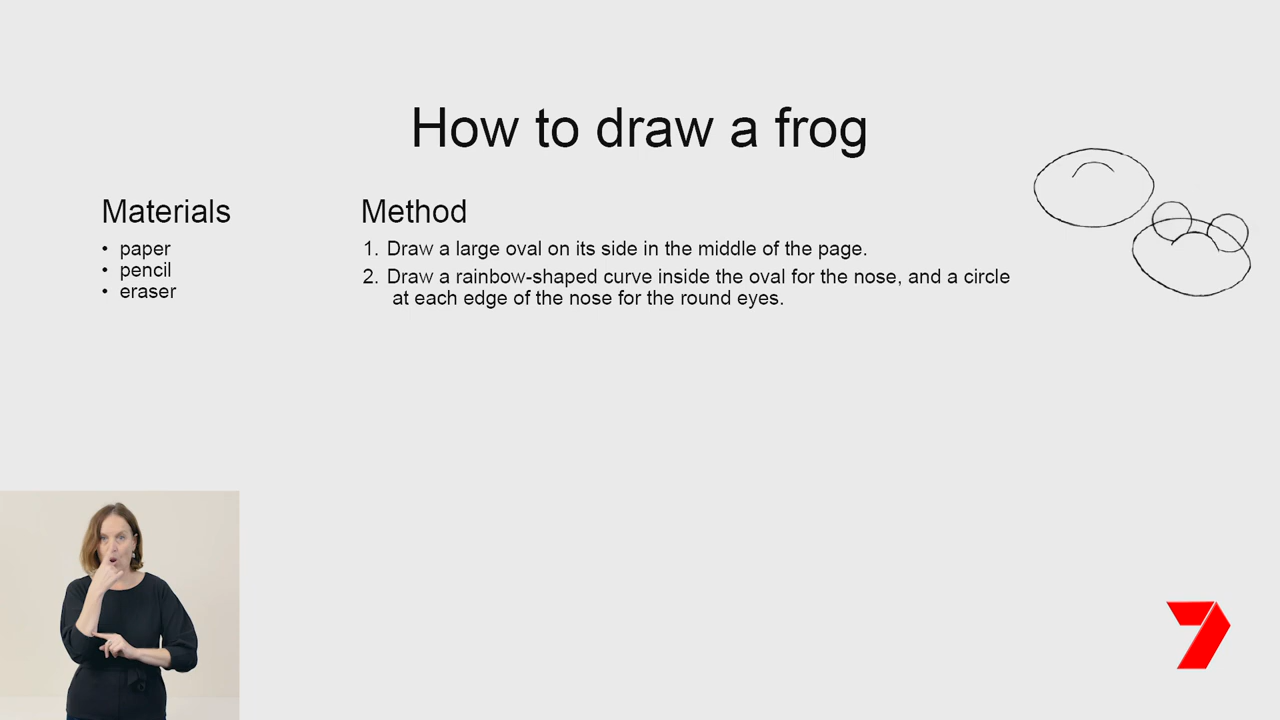 How to draw a frog
Materials
• paper
• pencil
• eraser
Method
1. Draw a large oval on its side in the middle of the page.
2. Draw a rainbow-shaped curve inside the oval for the nose, and a circle
at each edge of the nose for the round eyes.
7